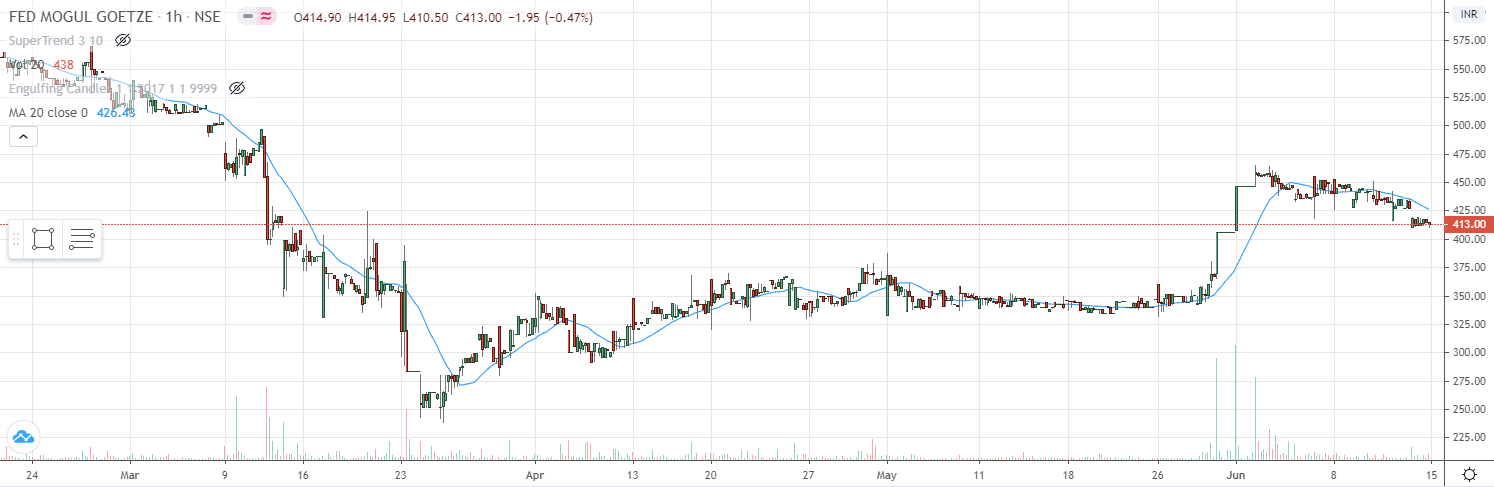 FED MOGUL GOETZE · 1h · NSE O414.90 H414.95 L410.50 C413.00 −1.95 (−0.47%)
SuperTrend 3 10
Vol 20 438
Engulfing Candles 1 1 2017 1 1 9999
MA 20 close 0 426.43
INR
575.00
550.00
525.00
500.00
475.00
450.00
425.00
413.00
400.00
375.00
350.00
325.00
300.00
275.00
250.00
225.00
24 Mar 9 16 23 Apr 13 20 27 May 11 18 26 Jun 8 15